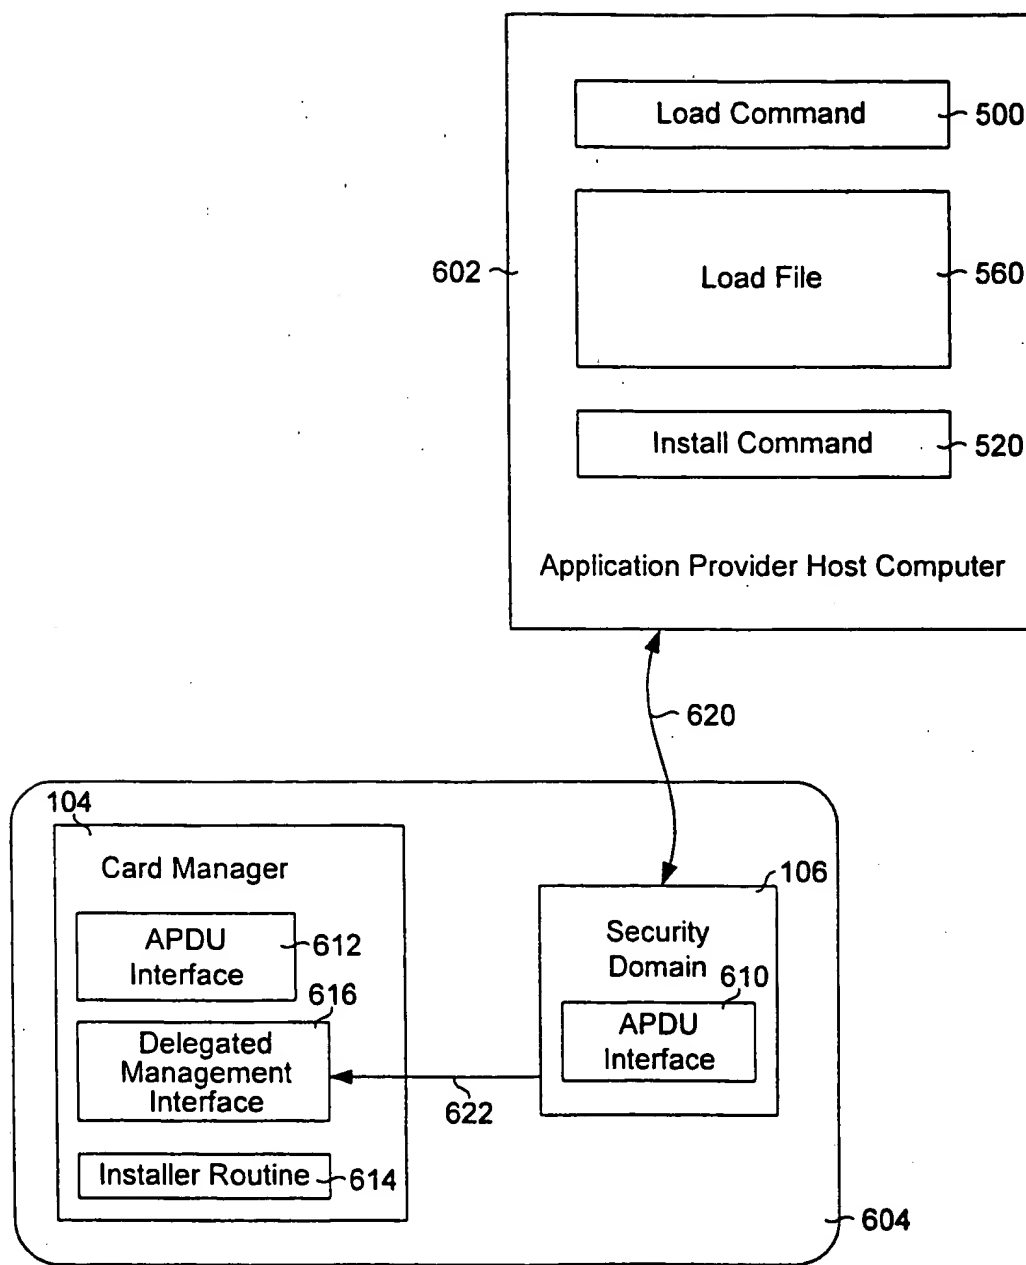 Load Command
500
Load File
560
602
Install Command
520
Application Provider Host Computer
620
104
Card Manager
106
APDU
Interface
612
Security
Domain
616
610
Delegated
Management
Interface
APDU
Interface
622
Installer Routine
614
604